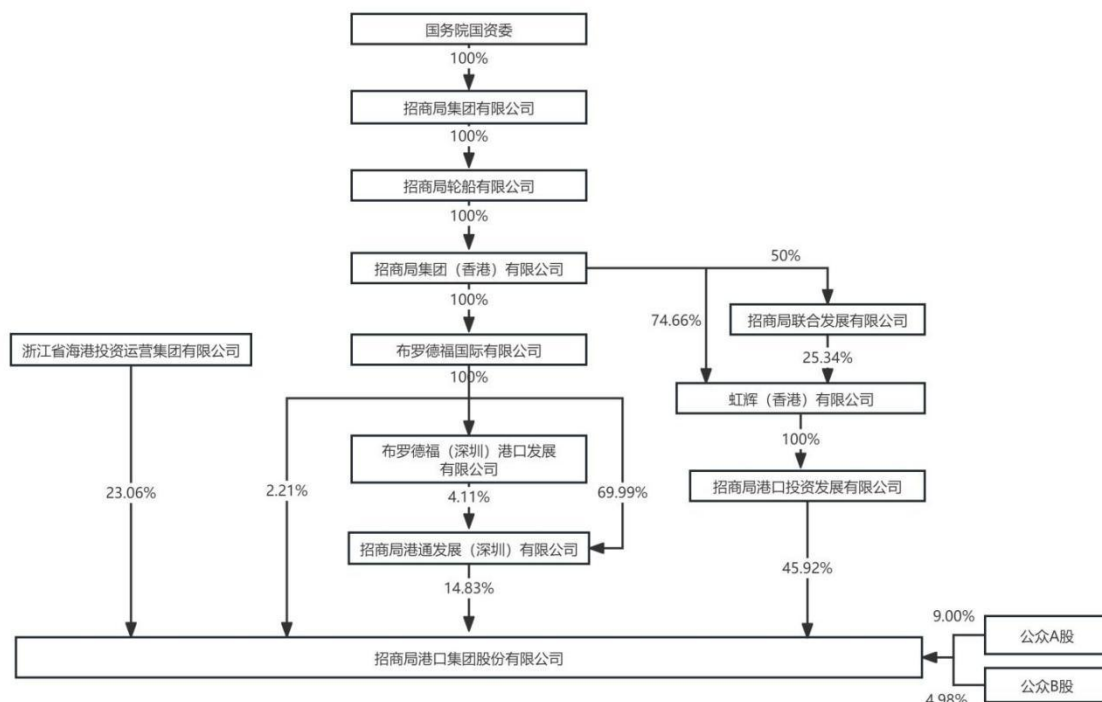 国务院国资委
100%
招商局集团有限公司
100%
招商局轮船有限公司
100%
招商局集团（香港）有限公司
50%
100%
74.66%
招商局联合发展有限公司
浙江省海港投资运营集团有限公司
布罗德福国际有限公司
25.34%
100%
虹辉（香港）有限公司
布罗德福（深圳）港口发展
有限公司
100%
23.06%
2.21%
4.11%
69.99%
招商局港口投资发展有限公司
招商局港通发展（深圳）有限公司
14.83%
45.92%
9.00%
公众A股
招商局港口集团股份有限公司
公众B股
4.98%